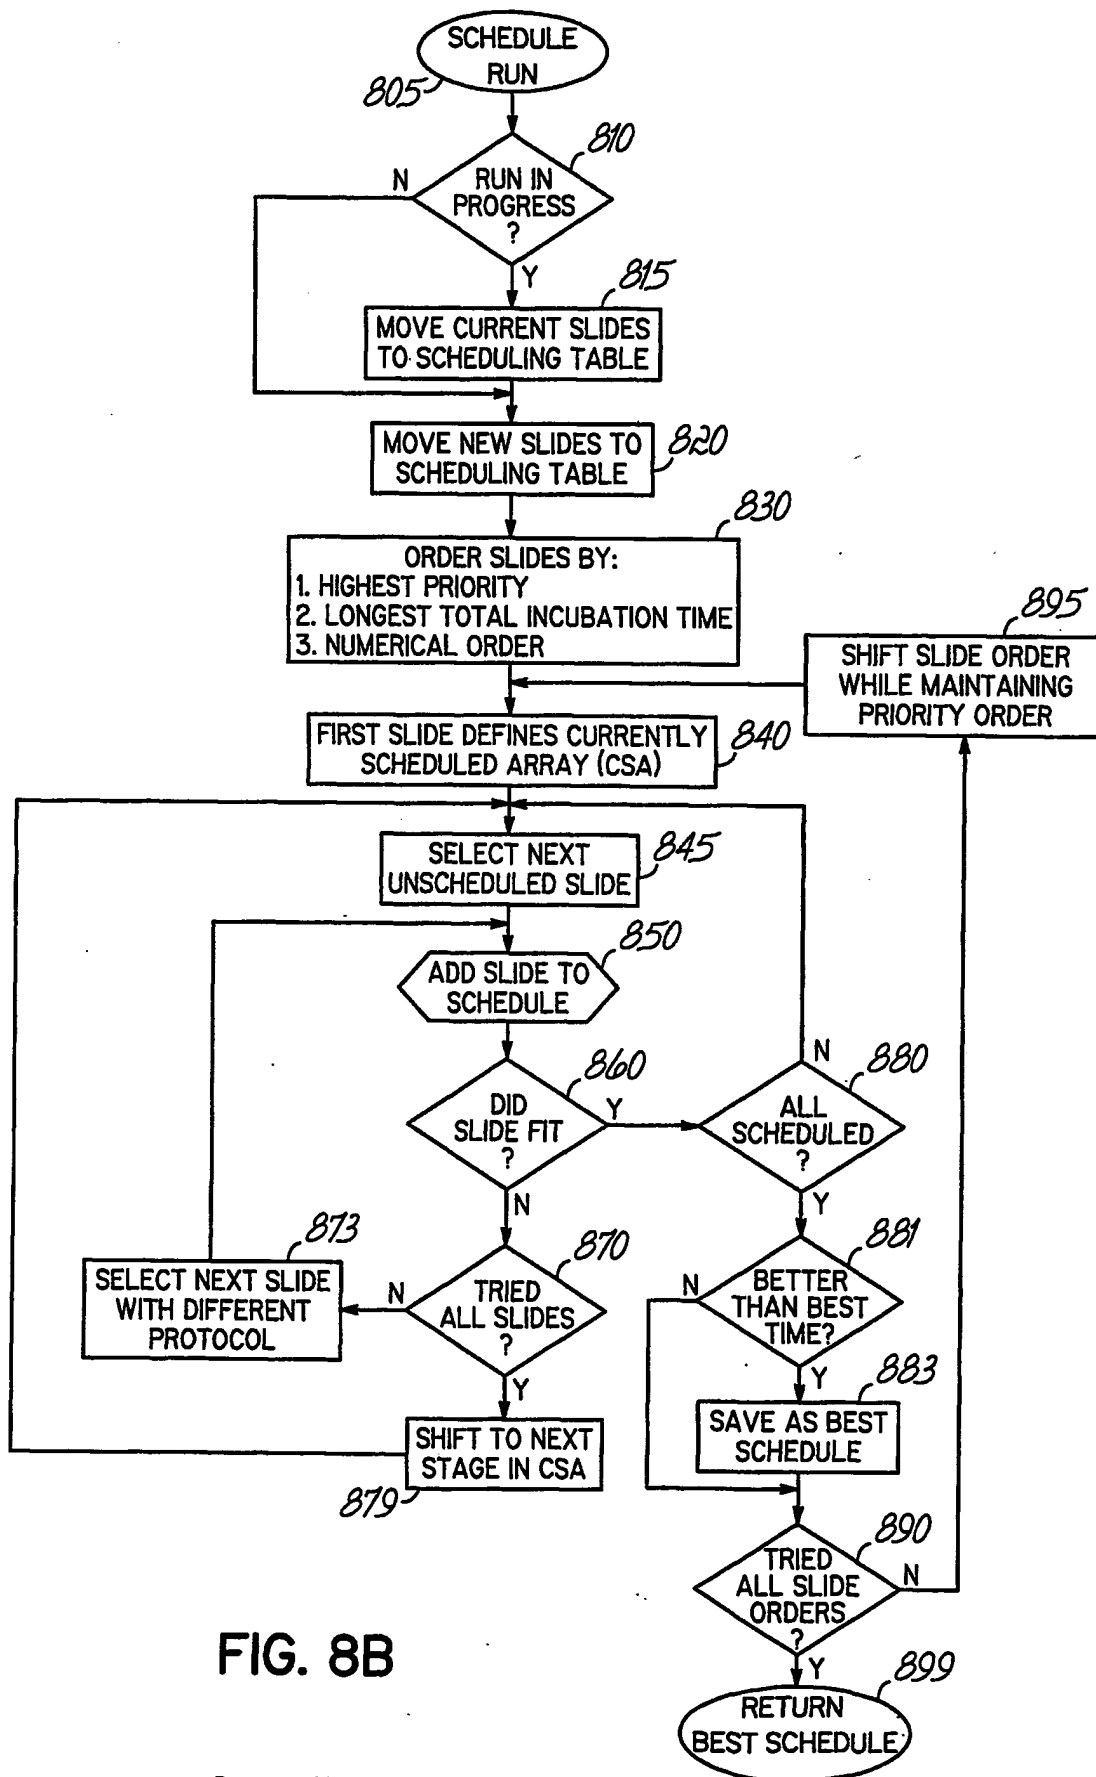 SCHEDULE
RUN
805
810
N
RUN IN
PROGRESS
?
Y
815
MOVE CURRENT SLIDES
TO SCHEDULING TABLE
MOVE NEW SLIDES TO
SCHEDULING TABLE
820
830
ORDER SLIDES BY:
1. HIGHEST PRIORITY
2. LONGEST TOTAL INCUBATION TIME
3. NUMERICAL ORDER
895
SHIFT SLIDE ORDER
WHILE MAINTAINING
PRIORITY ORDER
FIRST SLIDE DEFINES CURRENTLY
SCHEDULED ARRAY (CSA)
840
SELECT NEXT
UNSCHEDULED SLIDE
845
850
ADD SLIDE TO
SCHEDULE
860
DID
SLIDE FIT
?
Y
N
N
880
ALL
SCHEDULED
?
Y
873
SELECT NEXT SLIDE
WITH DIFFERENT
PROTOCOL
N
870
TRIED
ALL SLIDES
?
Y
881
N
BETTER
THAN BEST
TIME?
Y
SHIFT TO NEXT
STAGE IN CSA
879
883
SAVE AS BEST
SCHEDULE
890
TRIED
ALL SLIDE
ORDERS
?
N
Y
FIG. 8B
899
RETURN
BEST SCHEDULE